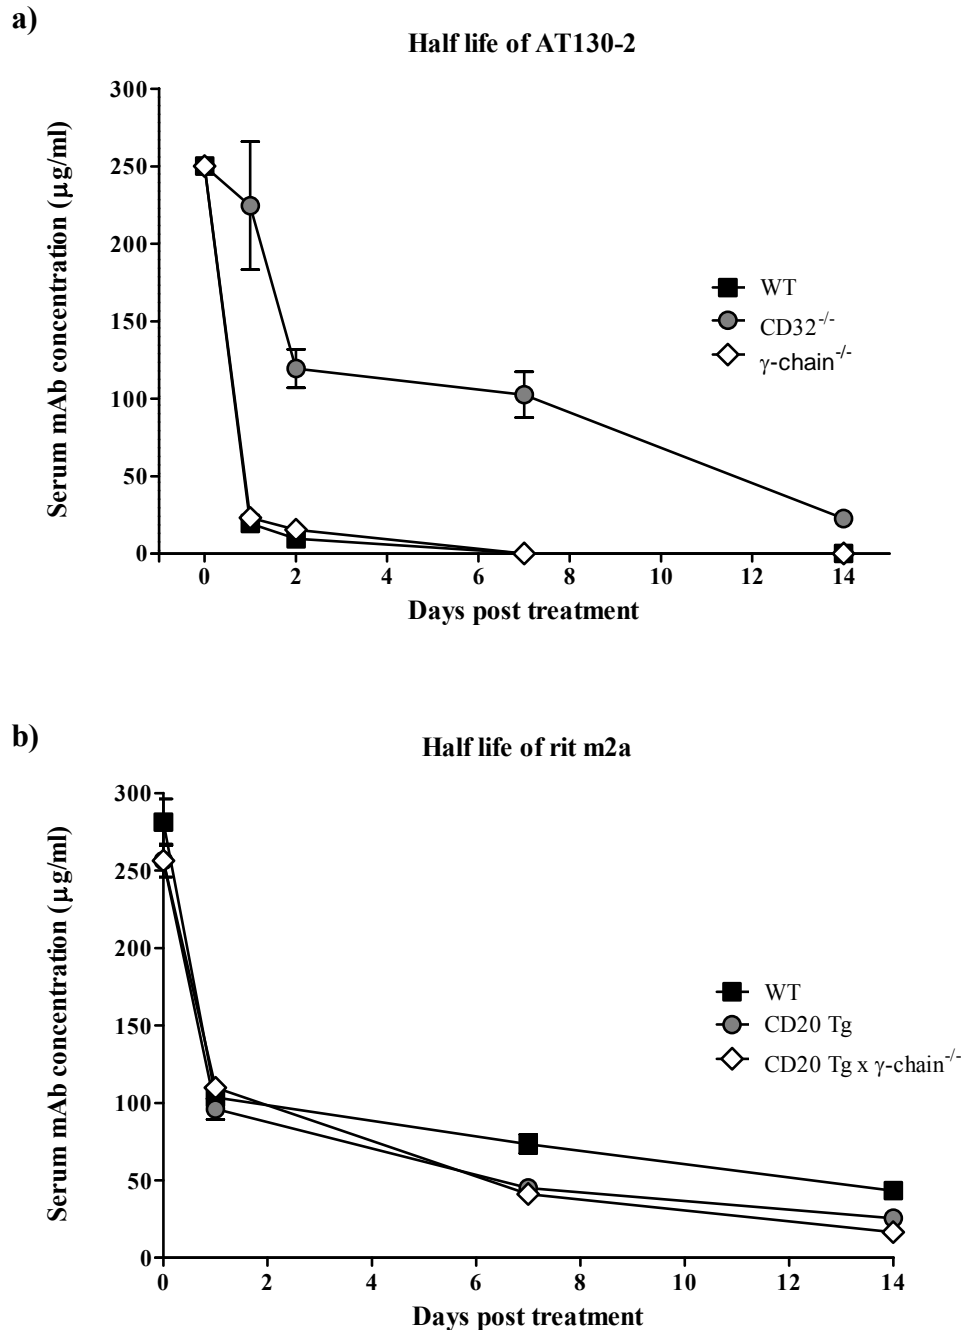 a)
Half life of AT130-2
Serum mAb concentration (µg/ml)
300
250
200
150
100
50
0
0 2 4 6 8 10 12 14
Days post treatment
WT
CD32-/-
γ-chain-/-
b)
Half life of rit m2a
Serum mAb concentration (µg/ml)
300
250
200
150
100
50
0
0 2 4 6 8 10 12 14
Days post treatment
WT
CD20 Tg
CD20 Tg x γ-chain-/-